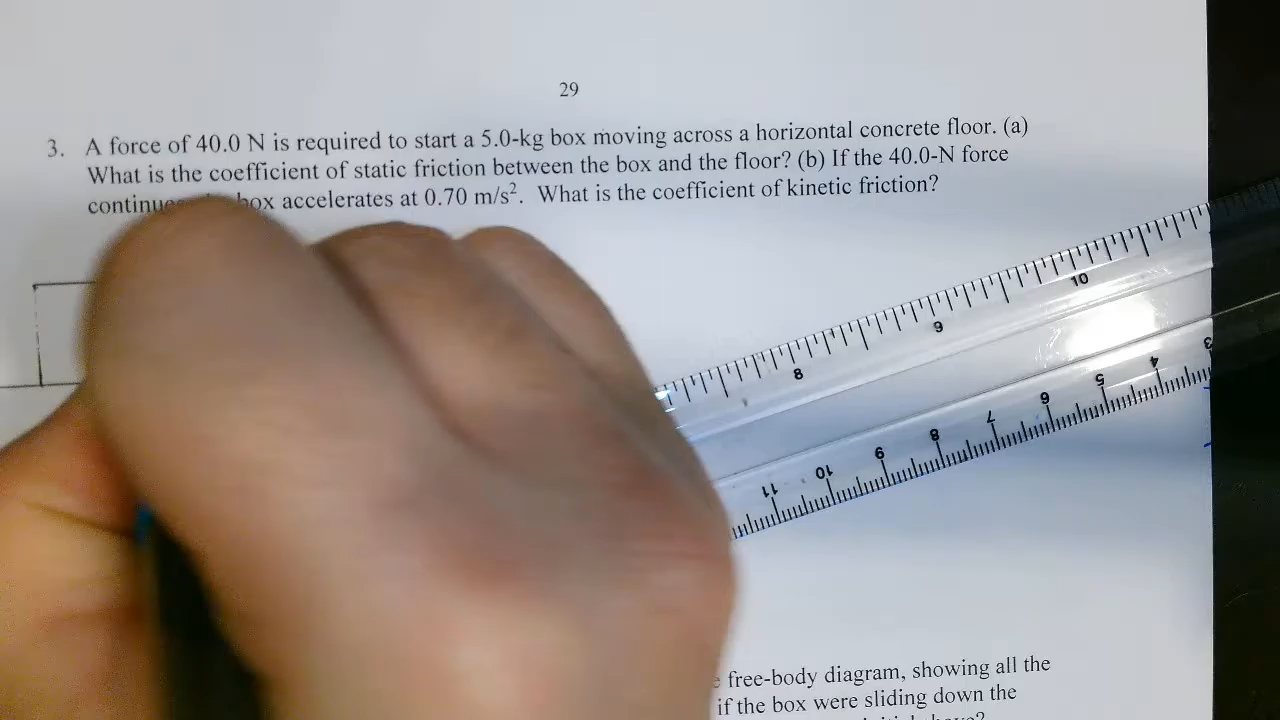 29
3. A force of 40.0 N is required to start a 5.0-kg box moving across a horizontal concrete floor. (a)
What is the coefficient of static friction between the box and the floor? (b) If the 40.0-N force
box accelerates at 0.70 m/s². What is the coefficient of kinetic friction?
8 9 10
11 10 9 8 7 6 5 4 3
free-body diagram, showing all the
if the box were sliding down the